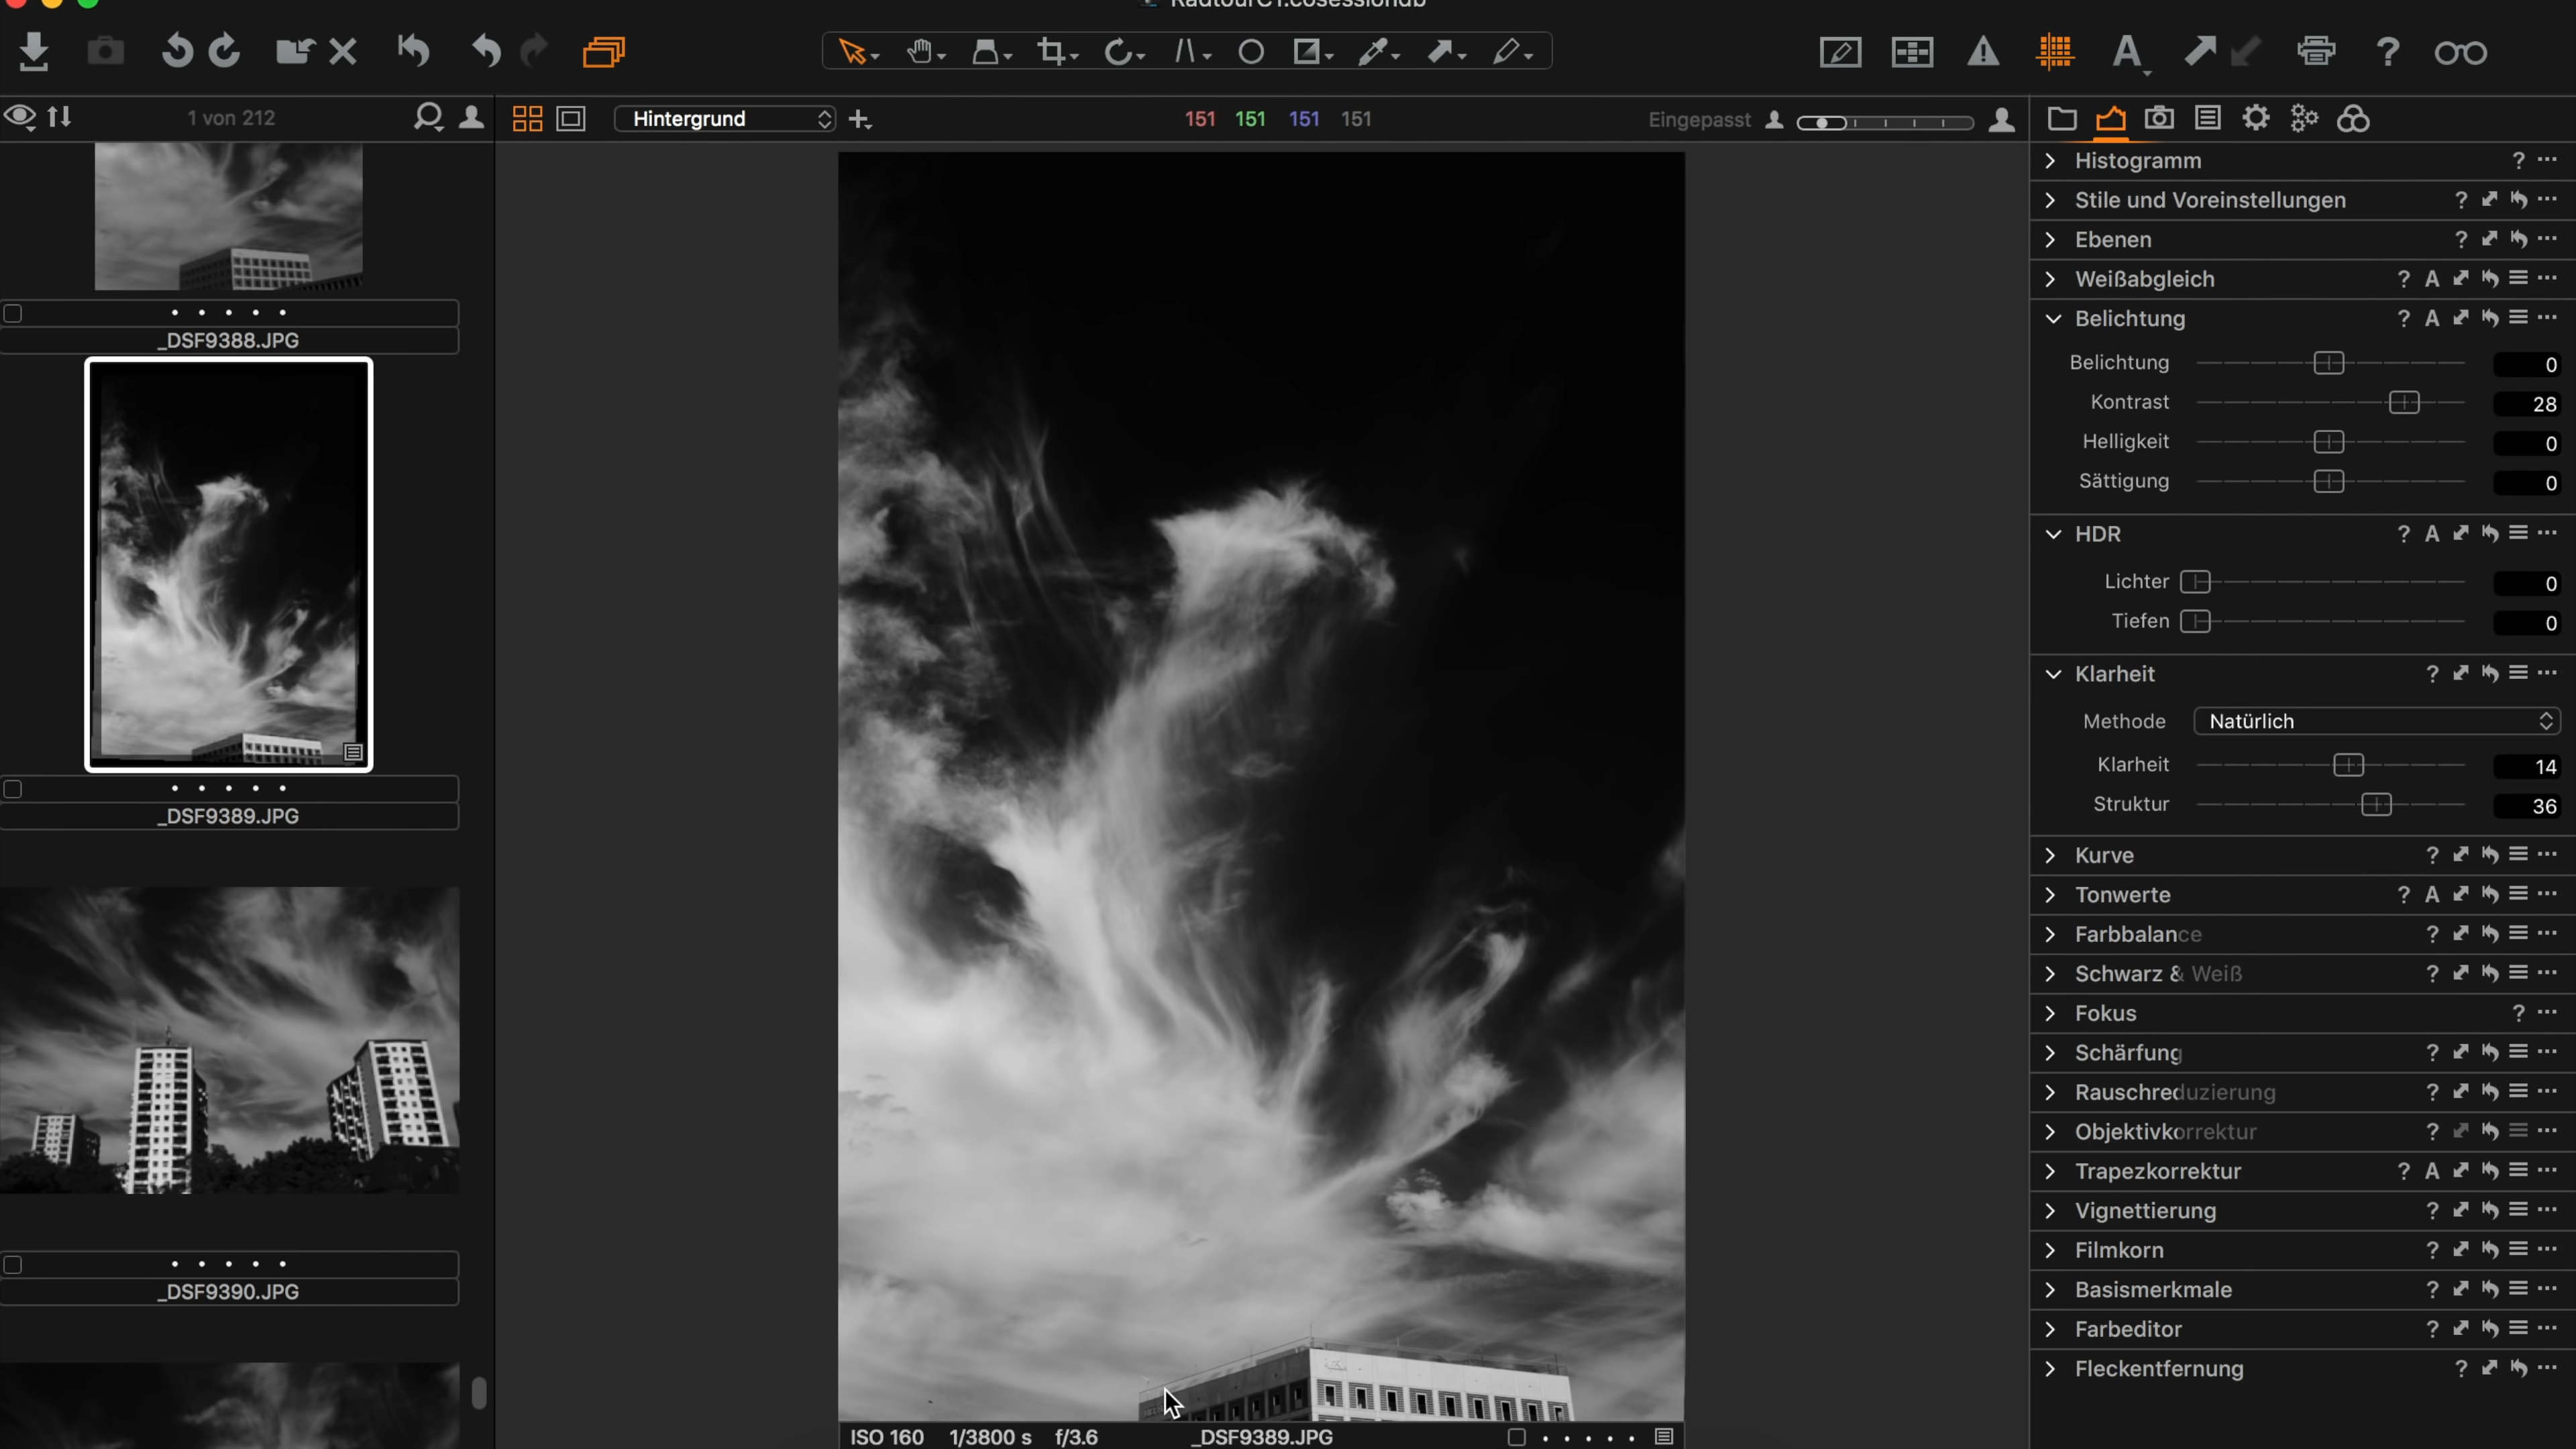 RadtourC1.cosessiondb
1 von 212
Hintergrund
151 151 151 151
Eingepasst
_DSF9388.JPG
_DSF9389.JPG
_DSF9390.JPG
ISO 160 1/3800 s f/3.6 _DSF9389.JPG
Histogramm
Stile und Voreinstellungen
Ebenen
Weißabgleich
Belichtung
Belichtung 0
Kontrast 28
Helligkeit 0
Sättigung 0
HDR
Lichter 0
Tiefen 0
Klarheit
Methode Natürlich
Klarheit 14
Struktur 36
Kurve
Tonwerte
Farbbalance
Schwarz & Weiß
Fokus
Schärfung
Rauschreduzierung
Objektivkorrektur
Trapezkorrektur
Vignettierung
Filmkorn
Basismerkmale
Farbeditor
Fleckentfernung